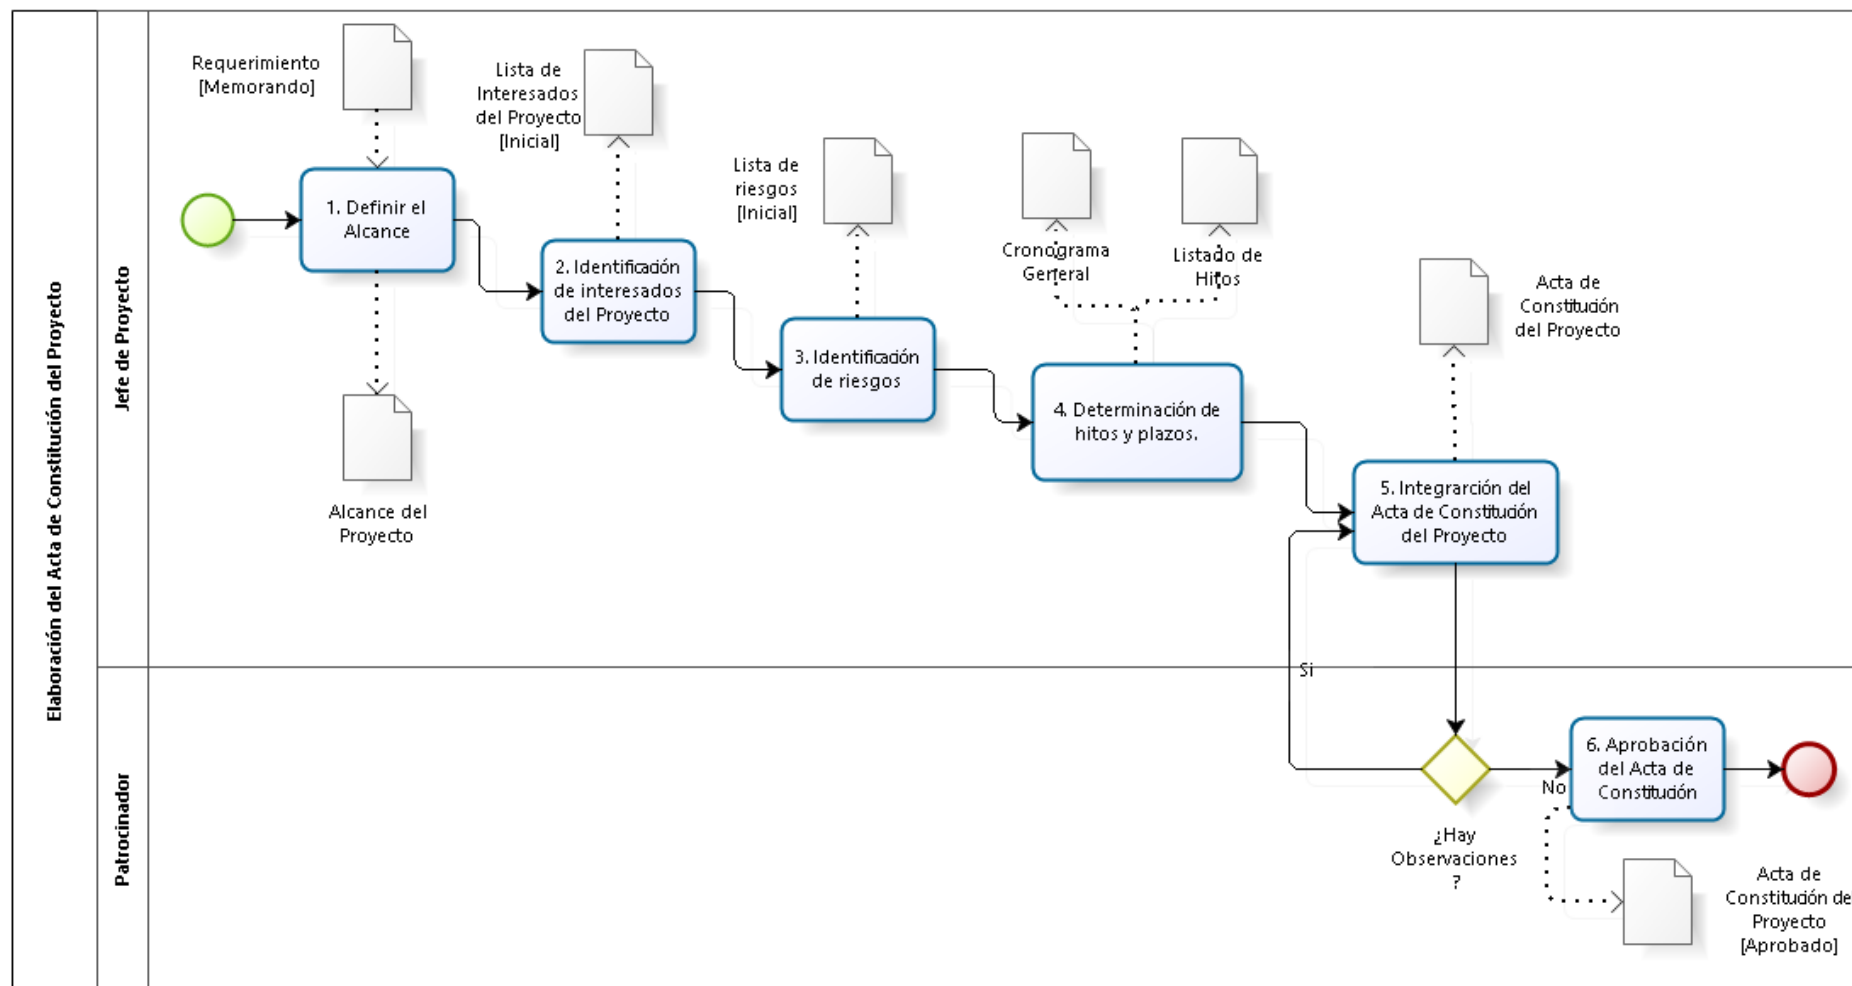 Elaboración del Acta de Constitución del Proyecto
Jefe de Proyecto
Requerimiento
[Memorando]
Lista de
Interesados
del Proyecto
[Inicial]
Lista de
riesgos
[Inicial]
Cronograma
General
Listado de
Hitos
Acta de
Constitución
del Proyecto
1. Definir el
Alcance
2. Identificación
de interesados
del Proyecto
3. Identificación
de riesgos
4. Determinación de
hitos y plazos.
5. Integrarción del
Acta de Constitución
del Proyecto
Alcance del
Proyecto
Patrocinador
Si
¿Hay
Observaciones
?
No
6. Aprobación
del Acta de
Constitución
Acta de
Constitución del
Proyecto
[Aprobado]